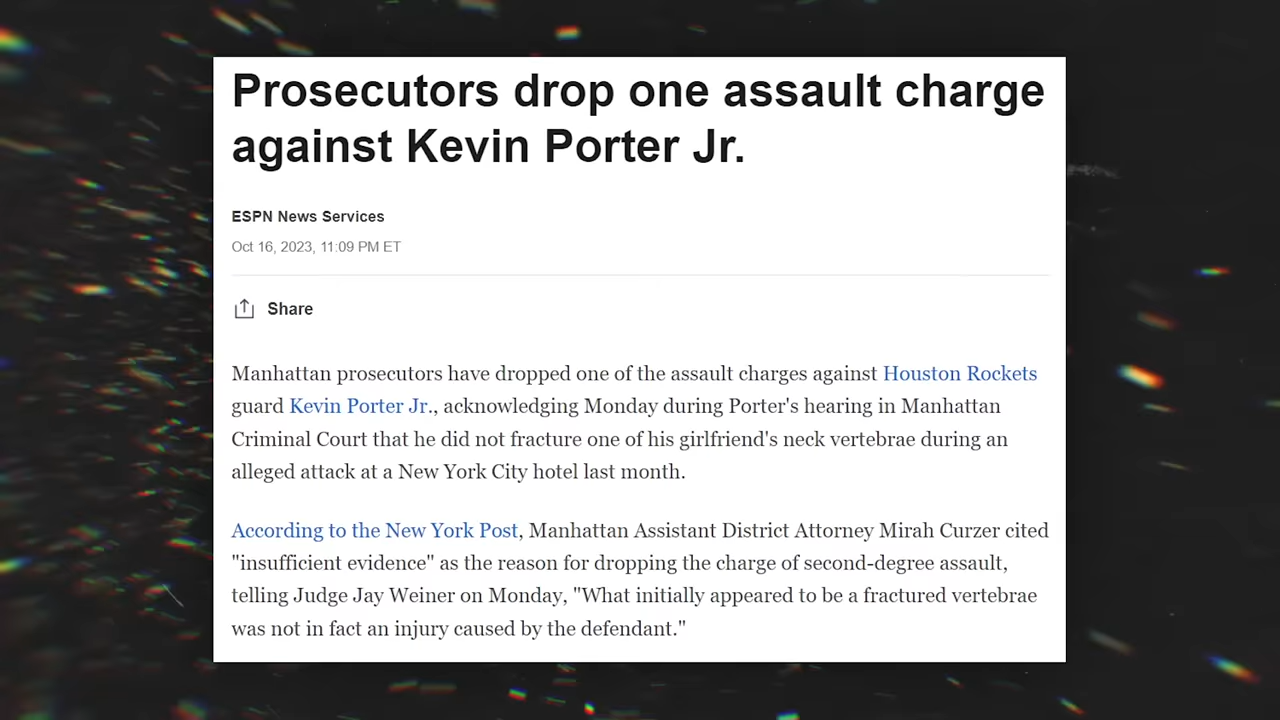 Prosecutors drop one assault charge
against Kevin Porter Jr.
ESPN News Services
Oct 16, 2023, 11:09 PM ET
Share
Manhattan prosecutors have dropped one of the assault charges against Houston Rockets
guard Kevin Porter Jr., acknowledging Monday during Porter's hearing in Manhattan
Criminal Court that he did not fracture one of his girlfriend's neck vertebrae during an
alleged attack at a New York City hotel last month.
According to the New York Post, Manhattan Assistant District Attorney Mirah Curzer cited
"insufficient evidence" as the reason for dropping the charge of second-degree assault,
telling Judge Jay Weiner on Monday, "What initially appeared to be a fractured vertebrae
was not in fact an injury caused by the defendant."